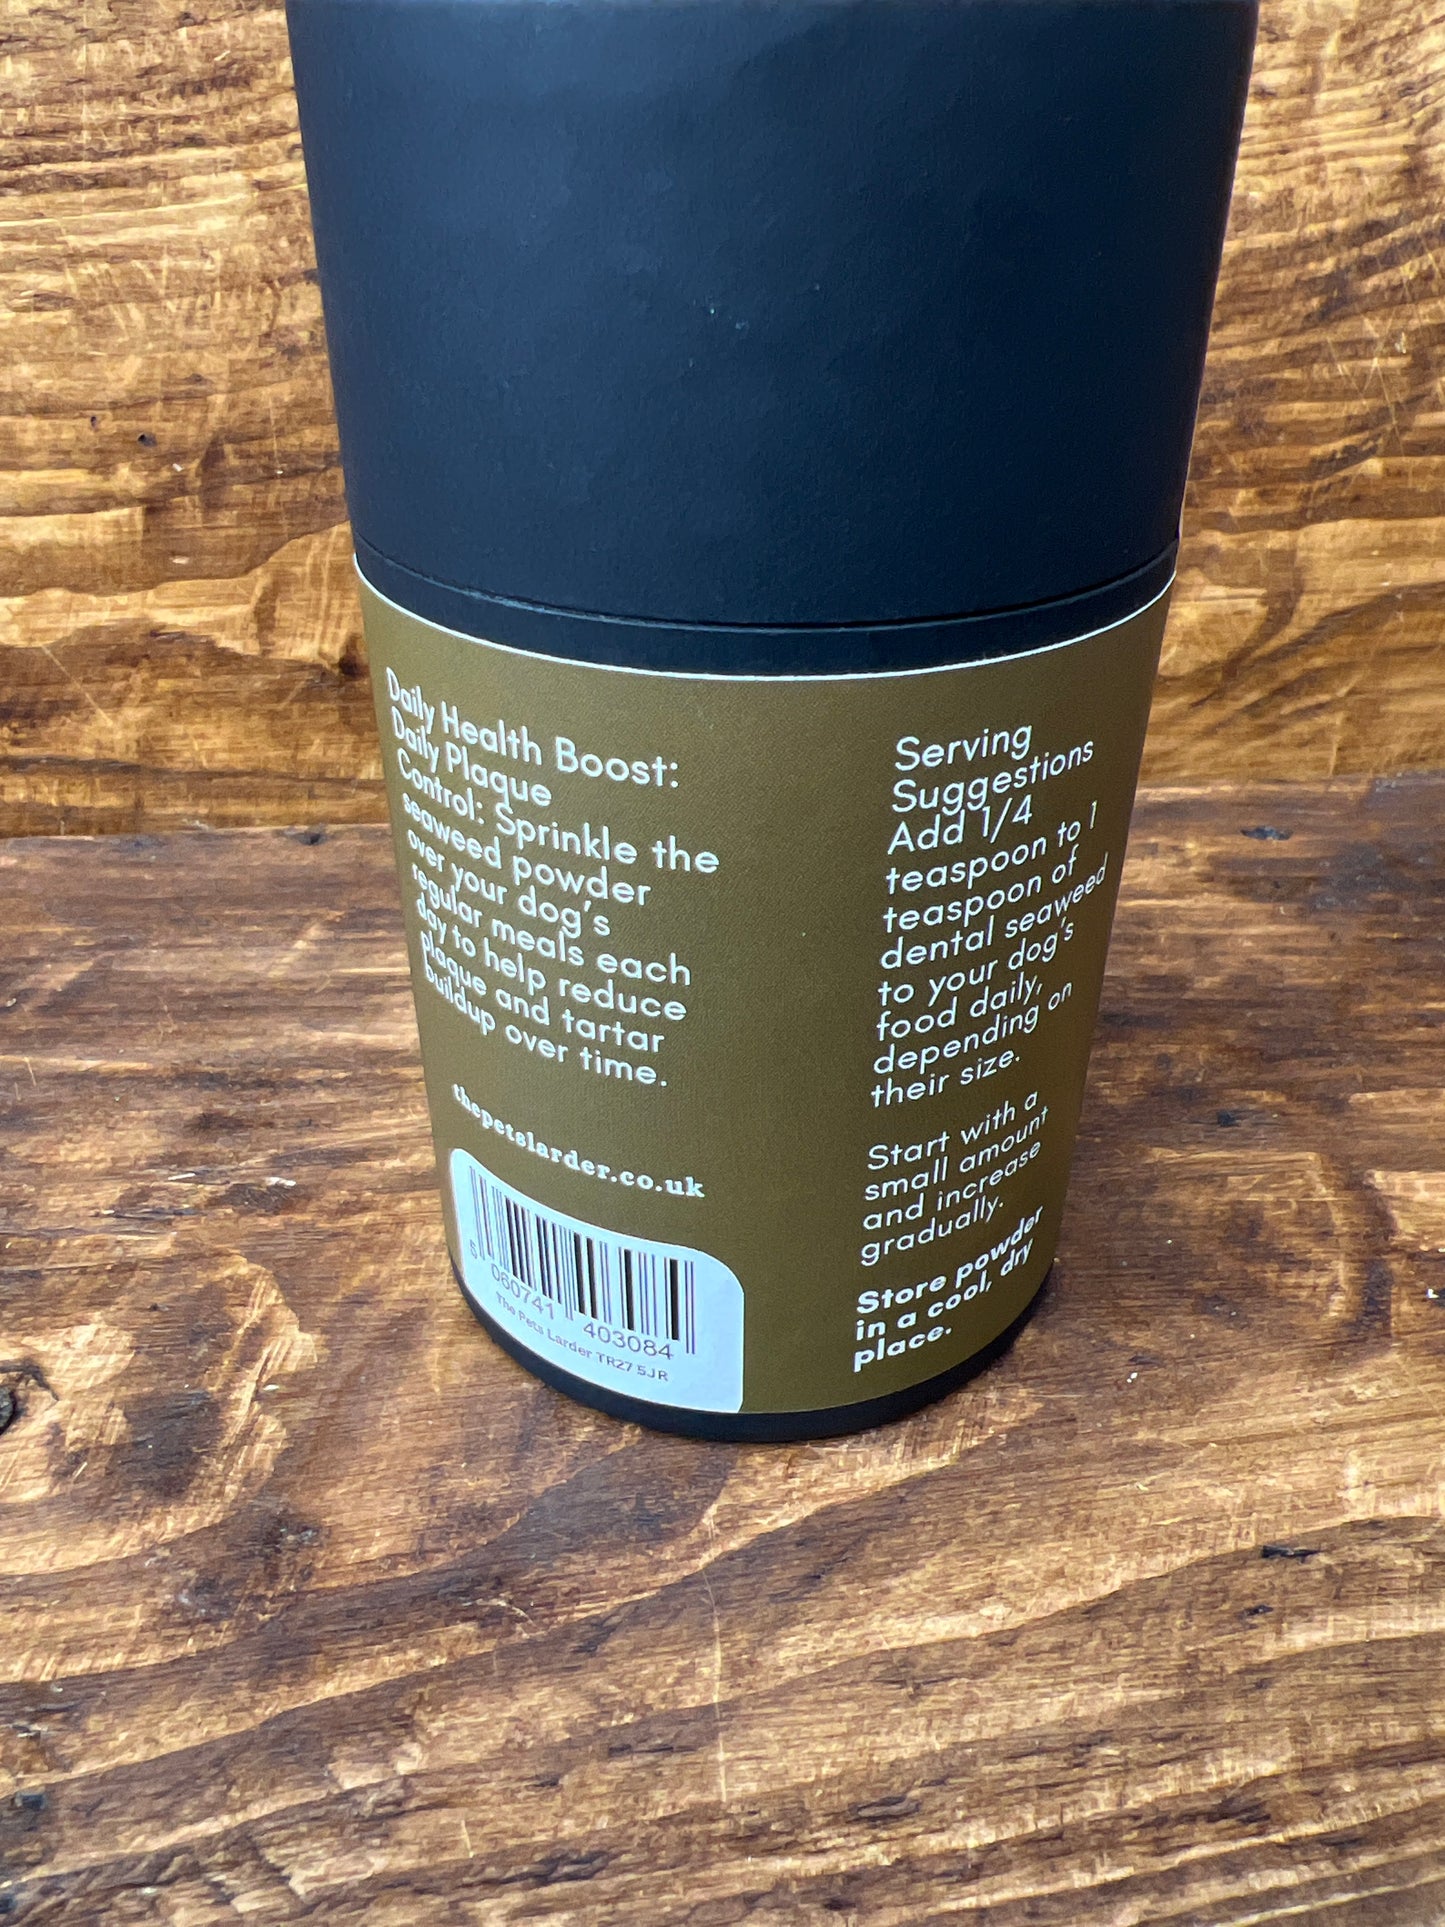 Daily Health Boost:
Daily Plaque
Control: Sprinkle the
seaweed powder
over your dog's
regular meals each
day to help reduce
plaque and tartar
buildup over time.
thepetslarder.co.uk
5 060741 403084
The Pets Larder TR27 5JR
Serving
Suggestions
Add 1/4
teaspoon to 1
teaspoon of
dental seaweed
to your dog's
food daily,
depending on
their size.
Start with a
small amount
and increase
gradually.
Store powder
in a cool, dry
place.